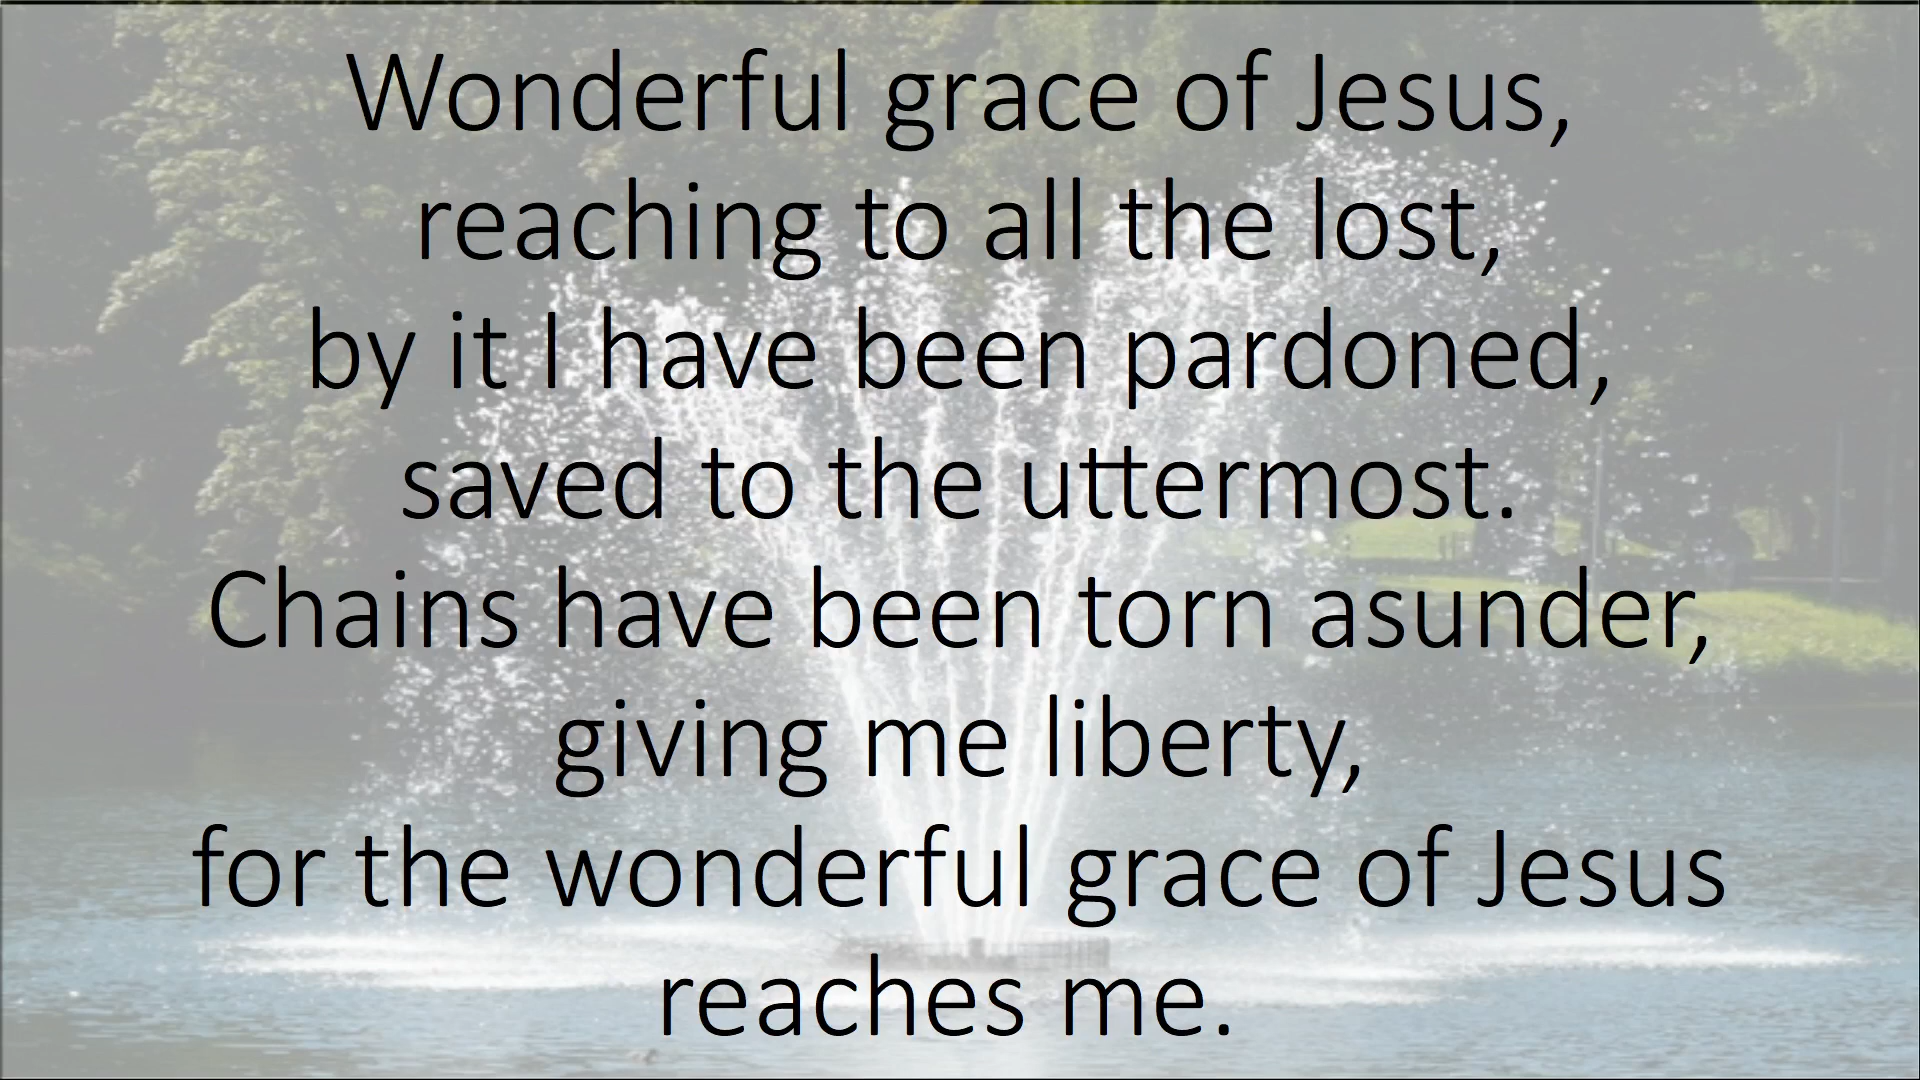 Wonderful grace of Jesus,
reaching to all the lost,
by it I have been pardoned,
saved to the uttermost.
Chains have been torn asunder,
giving me liberty,
for the wonderful grace of Jesus
reaches me.